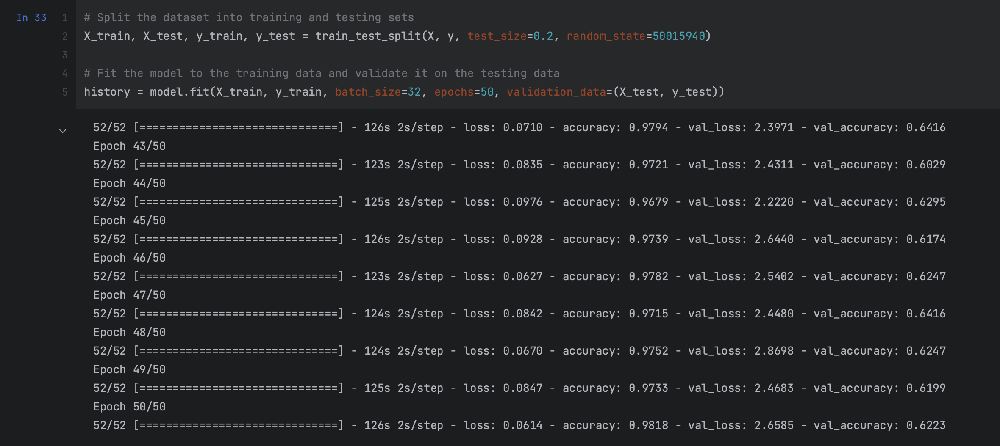 In 33
1 # Split the dataset into training and testing sets
2 X_train, X_test, y_train, y_test = train_test_split(X, y, test_size=0.2, random_state=50015940)
3
4 # Fit the model to the training data and validate it on the testing data
5 history = model.fit(X_train, y_train, batch_size=32, epochs=50, validation_data=(X_test, y_test))
52/52 [==============================] - 126s 2s/step - loss: 0.0710 - accuracy: 0.9794 - val_loss: 2.3971 - val_accuracy: 0.6416
Epoch 43/50
52/52 [==============================] - 123s 2s/step - loss: 0.0835 - accuracy: 0.9721 - val_loss: 2.4311 - val_accuracy: 0.6029
Epoch 44/50
52/52 [==============================] - 125s 2s/step - loss: 0.0976 - accuracy: 0.9679 - val_loss: 2.2220 - val_accuracy: 0.6295
Epoch 45/50
52/52 [==============================] - 126s 2s/step - loss: 0.0928 - accuracy: 0.9739 - val_loss: 2.6440 - val_accuracy: 0.6174
Epoch 46/50
52/52 [==============================] - 123s 2s/step - loss: 0.0627 - accuracy: 0.9782 - val_loss: 2.5402 - val_accuracy: 0.6247
Epoch 47/50
52/52 [==============================] - 124s 2s/step - loss: 0.0842 - accuracy: 0.9715 - val_loss: 2.4480 - val_accuracy: 0.6416
Epoch 48/50
52/52 [==============================] - 124s 2s/step - loss: 0.0670 - accuracy: 0.9752 - val_loss: 2.8698 - val_accuracy: 0.6247
Epoch 49/50
52/52 [==============================] - 125s 2s/step - loss: 0.0847 - accuracy: 0.9733 - val_loss: 2.4683 - val_accuracy: 0.6199
Epoch 50/50
52/52 [==============================] - 126s 2s/step - loss: 0.0614 - accuracy: 0.9818 - val_loss: 2.6585 - val_accuracy: 0.6223